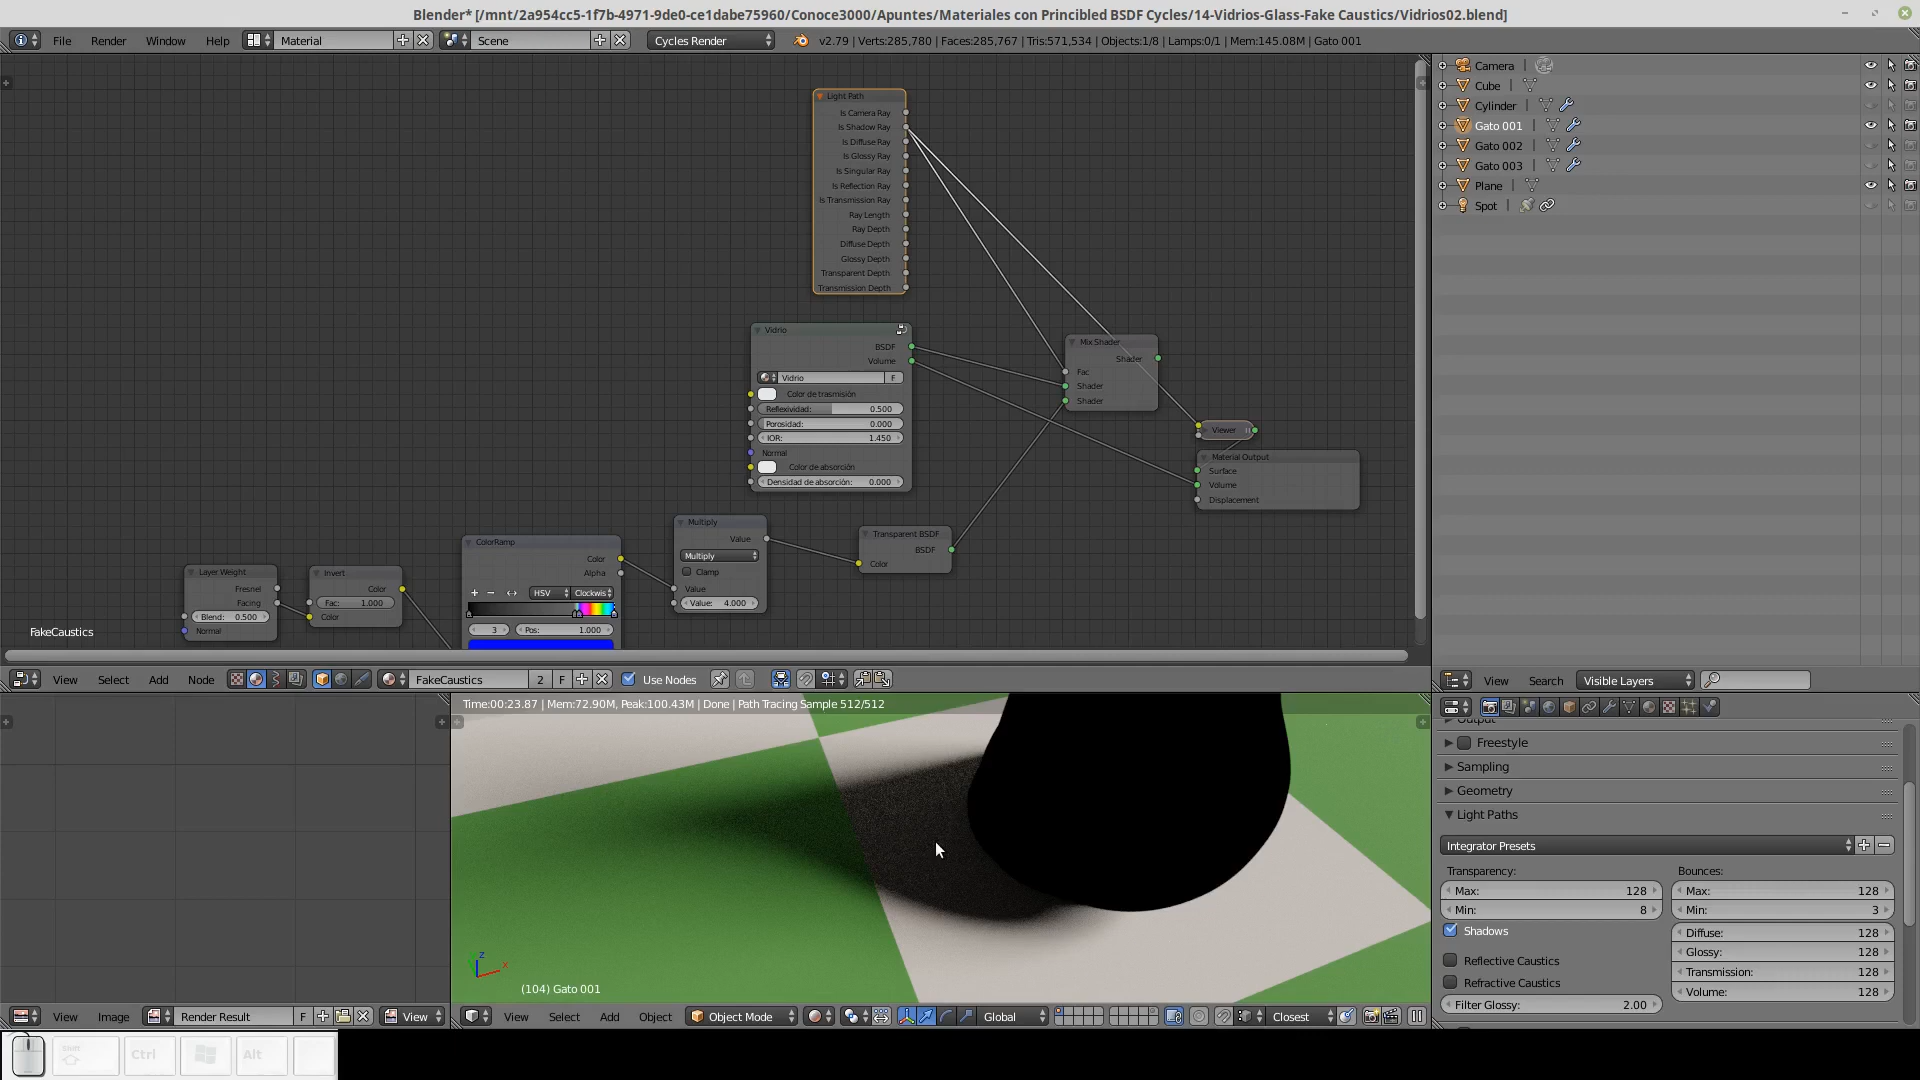 Blender* [/mnt/2a954cc5-1f7b-4971-9de0-ce1dabe75960/Conoce3000/Apuntes/Materiales con Princibled BSDF Cycles/14-Vidrios-Glass-Fake Caustics/Vidrios02.blend]
File Render Window Help Material Scene Cycles Render v2.79 | Verts:285,780 | Faces:285,767 | Tris:571,534 | Objects:1/8 | Lamps:0/1 | Mem:145.08M | Gato 001
Light Path
Is Camera Ray
Is Shadow Ray
Is Diffuse Ray
Is Glossy Ray
Is Singular Ray
Is Reflection Ray
Is Transmission Ray
Ray Length
Ray Depth
Diffuse Depth
Glossy Depth
Transparent Depth
Transmission Depth
Vidrio
BSDF
Volume
Vidrio F
Color de trasmisión
Reflexividad: 0.500
Porosidad: 0.000
IOR: 1.450
Normal
Color de absorción
Densidad de absorción: 0.000
Mix Shader
Shader
Fac
Shader
Shader
Viewer
Material Output
Surface
Volume
Displacement
Layer Weight
Fresnel
Facing
Blend: 0.500
Normal
Invert
Color
Fac: 1.000
Color
ColorRamp
Color
Alpha
HSV Clockwis
3 Pos: 1.000
Multiply
Value
Multiply
Clamp
Value
Value: 4.000
Transparent BSDF
BSDF
Color
FakeCaustics
View Select Add Node FakeCaustics 2 F Use Nodes
Camera
Cube
Cylinder
Gato 001
Gato 002
Gato 003
Plane
Spot
View Search Visible Layers
Time:00:23.87 | Mem:72.90M, Peak:100.43M | Done | Path Tracing Sample 512/512
z
x
(104) Gato 001
View Image Render Result F View
View Select Add Object Object Mode Global Closest
Output
Freestyle
Sampling
Geometry
Light Paths
Integrator Presets
Transparency: Bounces:
Max: 128 Max: 128
Min: 8 Min: 3
Shadows Diffuse: 128
Glossy: 128
Reflective Caustics Transmission: 128
Refractive Caustics Volume: 128
Filter Glossy: 2.00
Shift Ctrl Alt